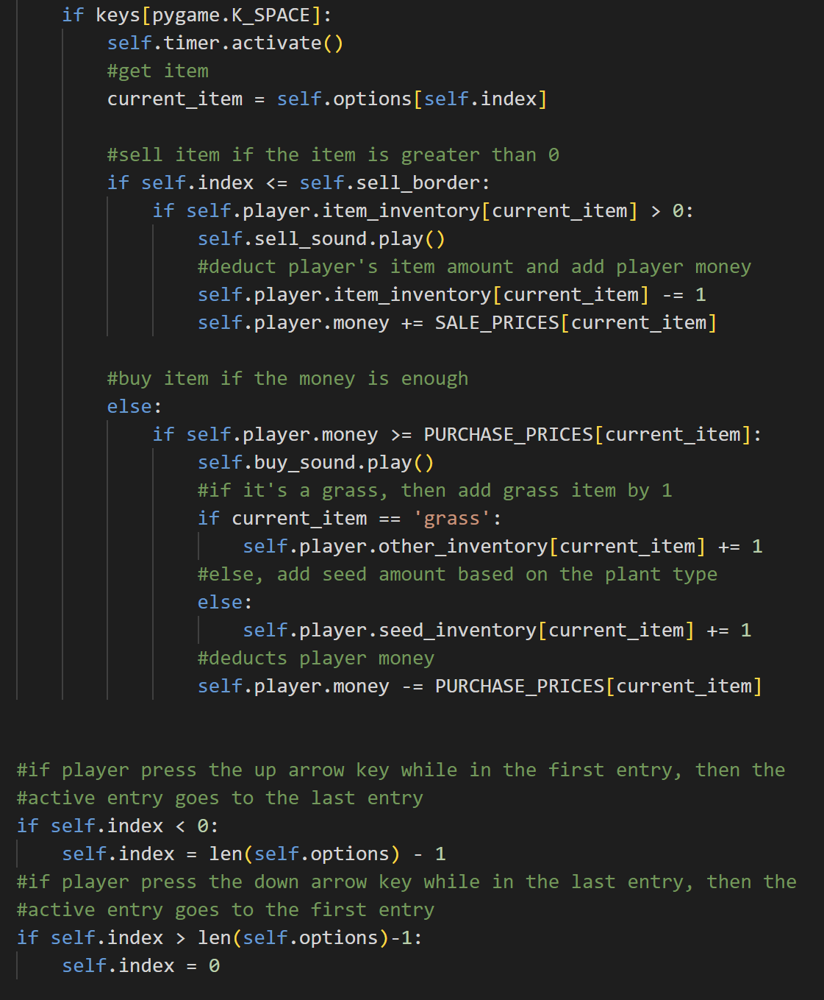 if keys[pygame.K_SPACE]:
self.timer.activate()
#get item
current_item = self.options[self.index]
#sell item if the item is greater than 0
if self.index <= self.sell_border:
if self.player.item_inventory[current_item] > 0:
self.sell_sound.play()
#deduct player's item amount and add player money
self.player.item_inventory[current_item] -= 1
self.player.money += SALE_PRICES[current_item]
#buy item if the money is enough
else:
if self.player.money >= PURCHASE_PRICES[current_item]:
self.buy_sound.play()
#if it's a grass, then add grass item by 1
if current_item == 'grass':
self.player.other_inventory[current_item] += 1
#else, add seed amount based on the plant type
else:
self.player.seed_inventory[current_item] += 1
#deducts player money
self.player.money -= PURCHASE_PRICES[current_item]
#if player press the up arrow key while in the first entry, then the
#active entry goes to the last entry
if self.index < 0:
self.index = len(self.options) - 1
#if player press the down arrow key while in the last entry, then the
#active entry goes to the first entry
if self.index > len(self.options)-1:
self.index = 0